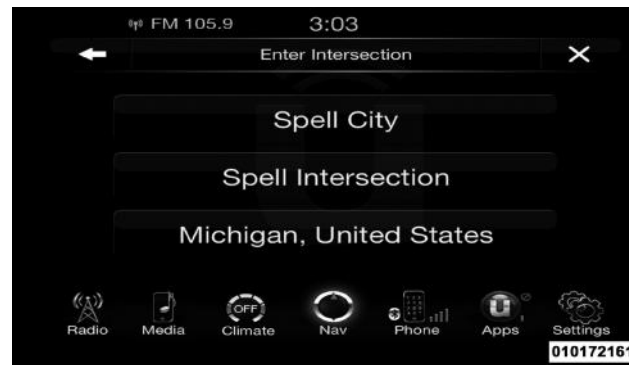 FM 105.9 3:03
Enter Intersection
Spell City
Spell Intersection
Michigan, United States
OFF
Radio Media Climate Nav Phone Apps Settings
010172161